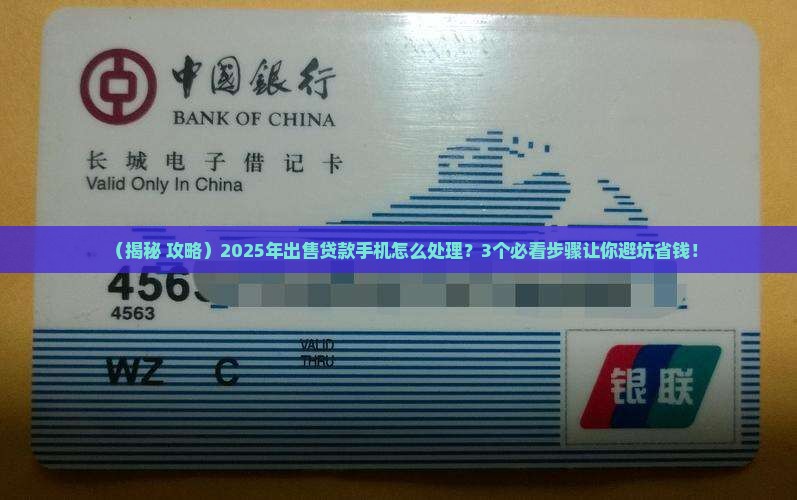 中國銀行
BANK OF CHINA
长城电子借记卡
Valid Only In China
（揭秘 攻略）2025年出售贷款手机怎么处理？3个必看步骤让你避坑省钱！
456
4563
VALID
THRU
WZ C
银联